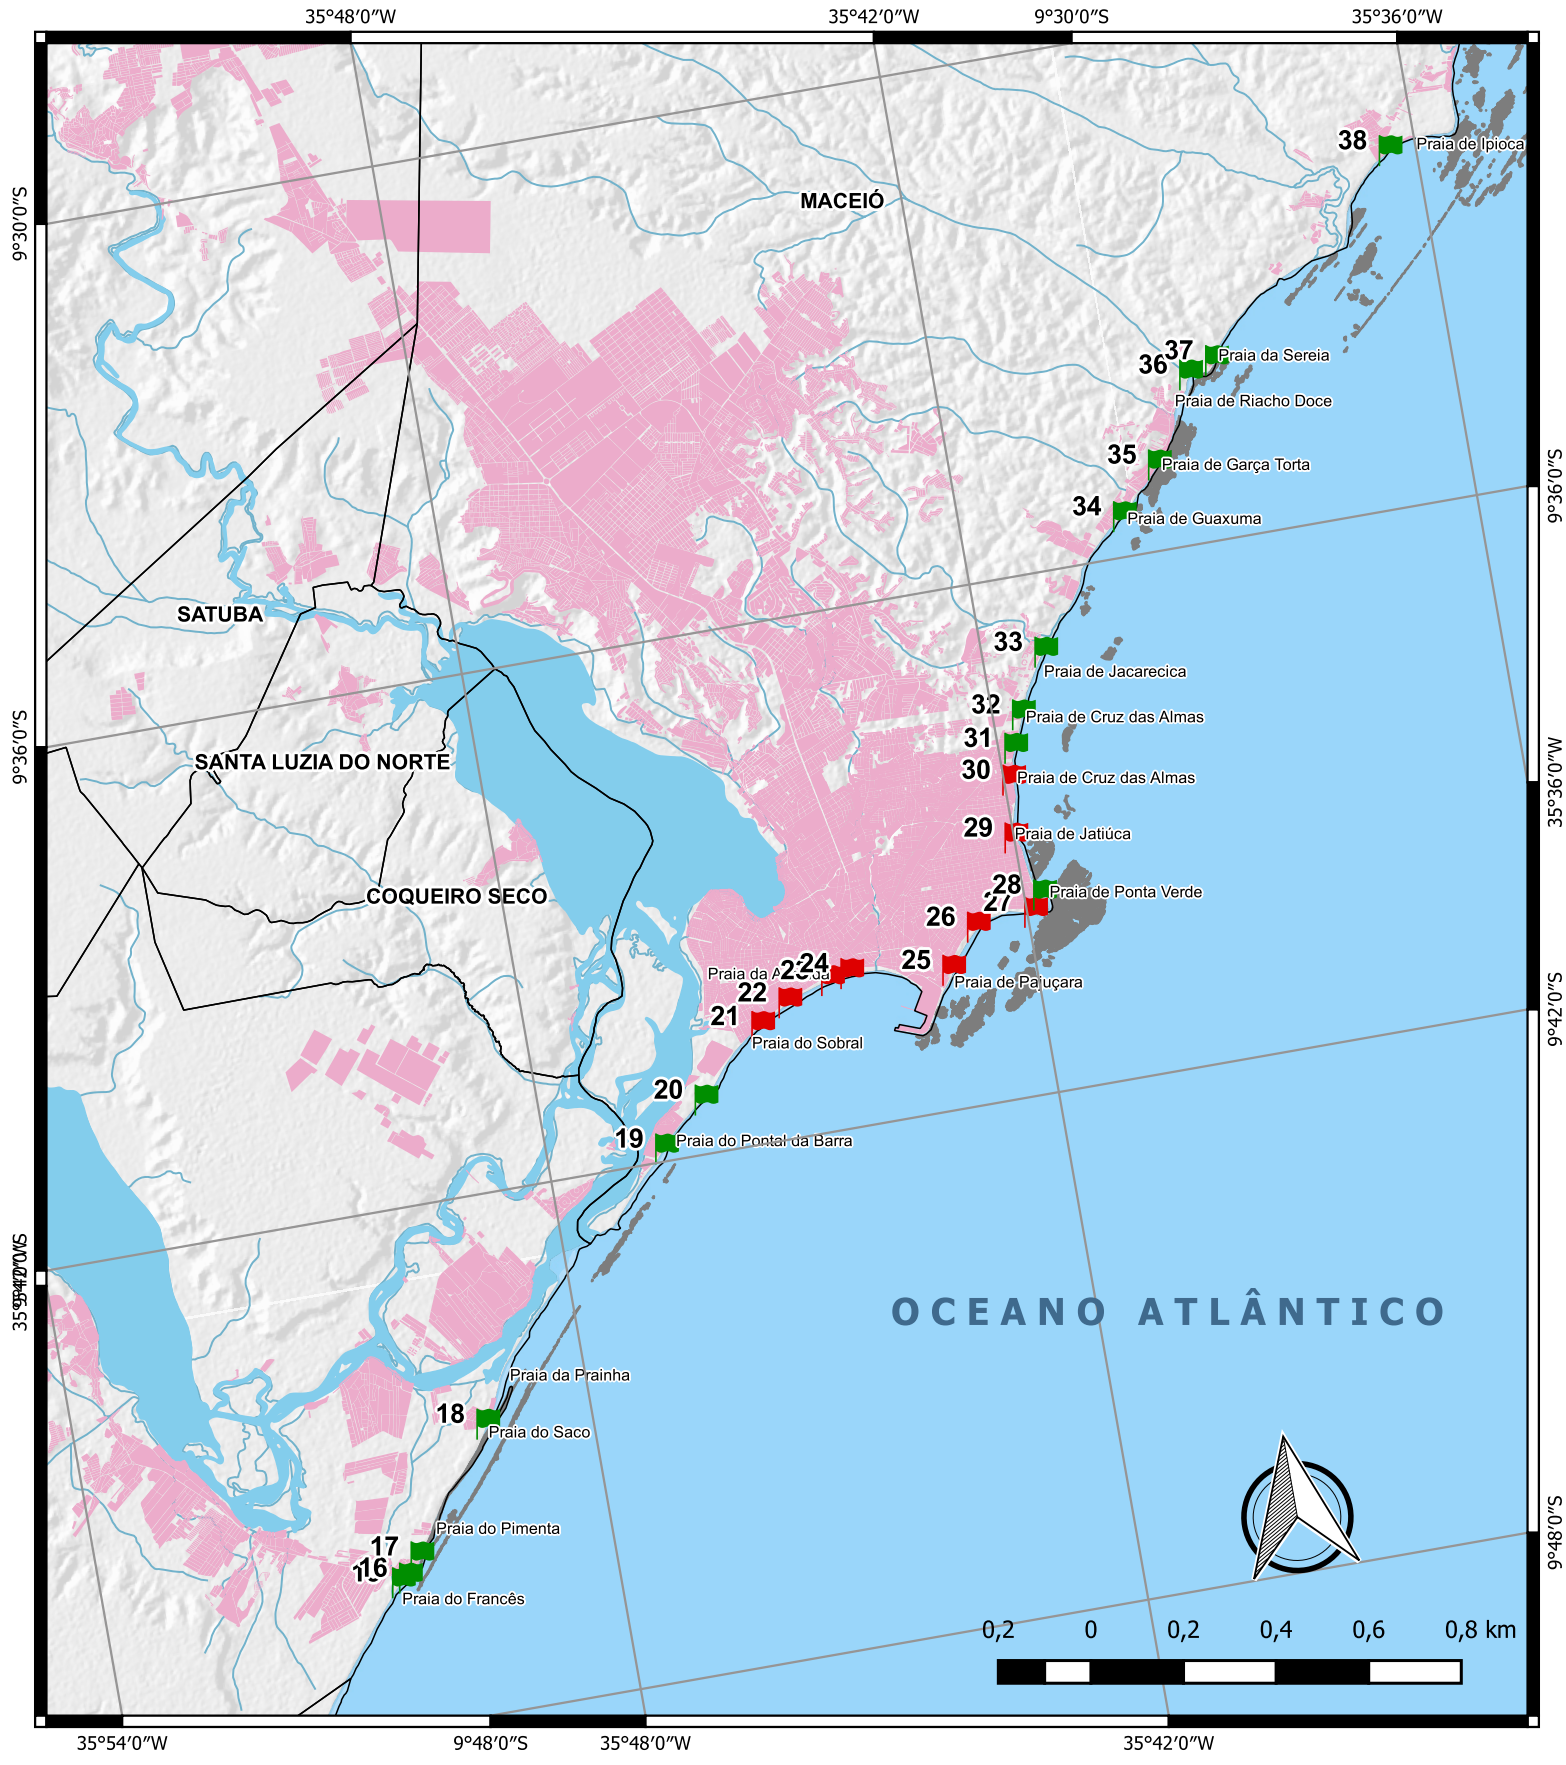 35°48′0″W
35°42′0″W
9°30′0″S
35°36′0″W
38
Praia de Ipioca
MACEIÓ
9°30′0″S
37
Praia da Sereia
36
Praia de Riacho Doce
35
Praia de Garça Torta
9°36′0″S
34
Praia de Guaxuma
SATUBA
33
Praia de Jacarecica
32
Praia de Cruz das Almas
31
9°36′0″S
SANTA LUZIA DO NORTE
30
Praia de Cruz das Almas
35°36′0″W
29
Praia de Jatiúca
28
Praia de Ponta Verde
COQUEIRO SECO
27
26
25
24
23
Praia da
Praia de Pajuçara
22
21
9°42′0″S
Praia do Sobral
20
19
Praia do Pontal da Barra
OCEANO ATLÂNTICO
Praia da Prainha
18
Praia do Saco
Praia do Pimenta
9°48′0″S
17
16
Praia do Francês
0,2 0 0,2 0,4 0,6 0,8 km
35°54′0″W
9°48′0″S
35°48′0″W
35°42′0″W